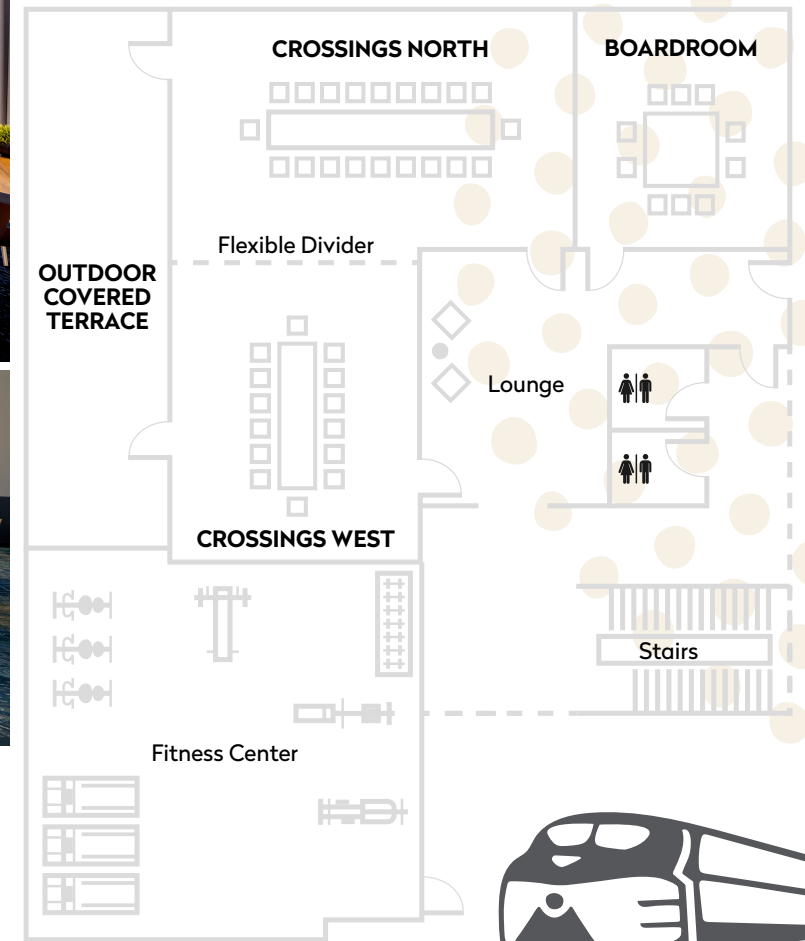 CROSSINGS NORTH
BOARDROOM
Flexible Divider
OUTDOOR
COVERED
TERRACE
Lounge
CROSSINGS WEST
Stairs
Fitness Center